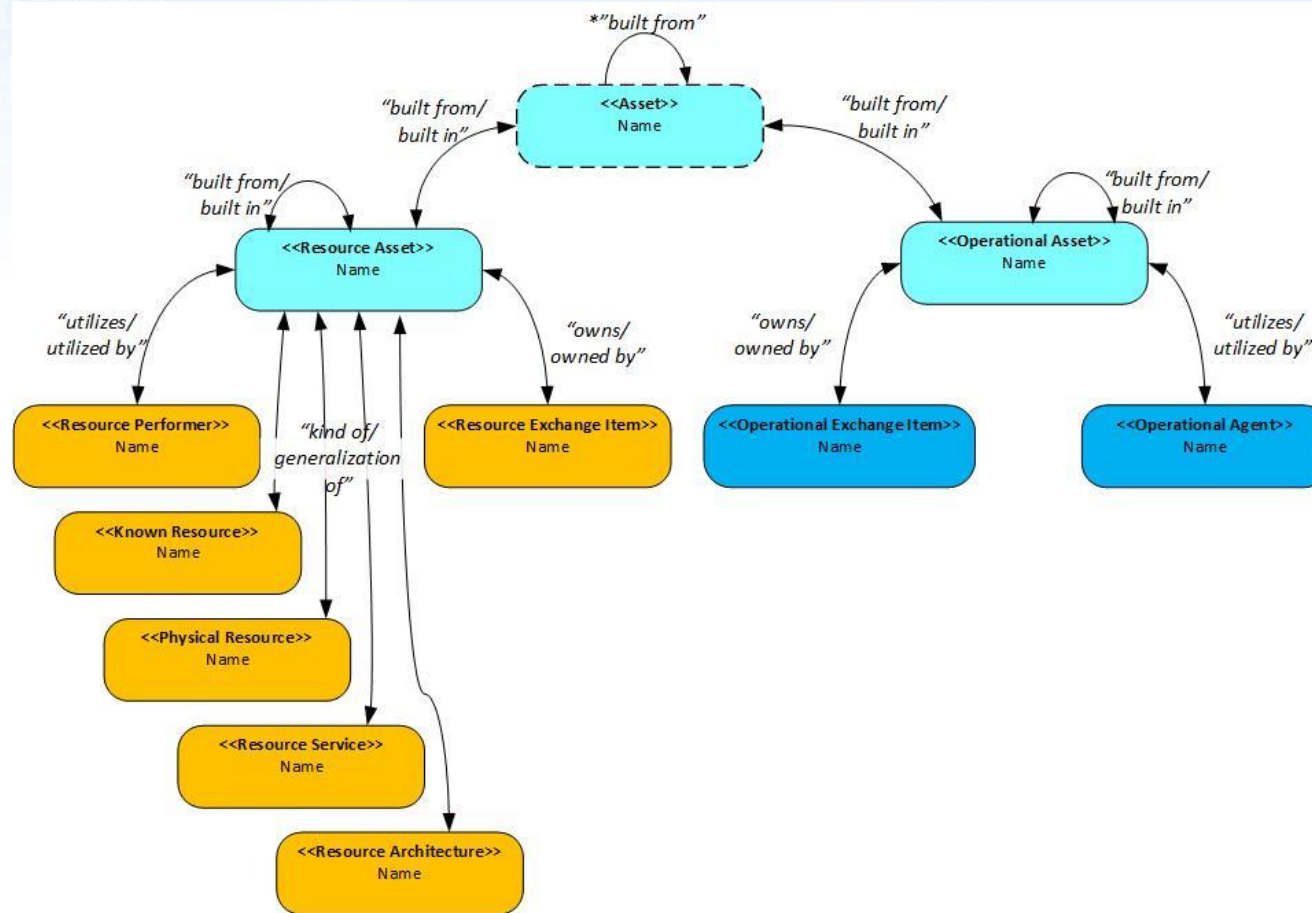 *”built from”
<<Asset>>
Name
“built from/
built in”
“built from/
built in”
“built from/
built in”
“built from/
built in”
<<Resource Asset>>
Name
<<Operational Asset>>
Name
“utilizes/
utilized by”
“owns/
owned by”
“owns/
owned by”
“utilizes/
utilized by”
<<Resource Performer>>
Name
“kind of/
generalization
of”
<<Resource Exchange Item>>
Name
<<Operational Exchange Item>>
Name
<<Operational Agent>>
Name
<<Known Resource>>
Name
<<Physical Resource>>
Name
<<Resource Service>>
Name
<<Resource Architecture>>
Name